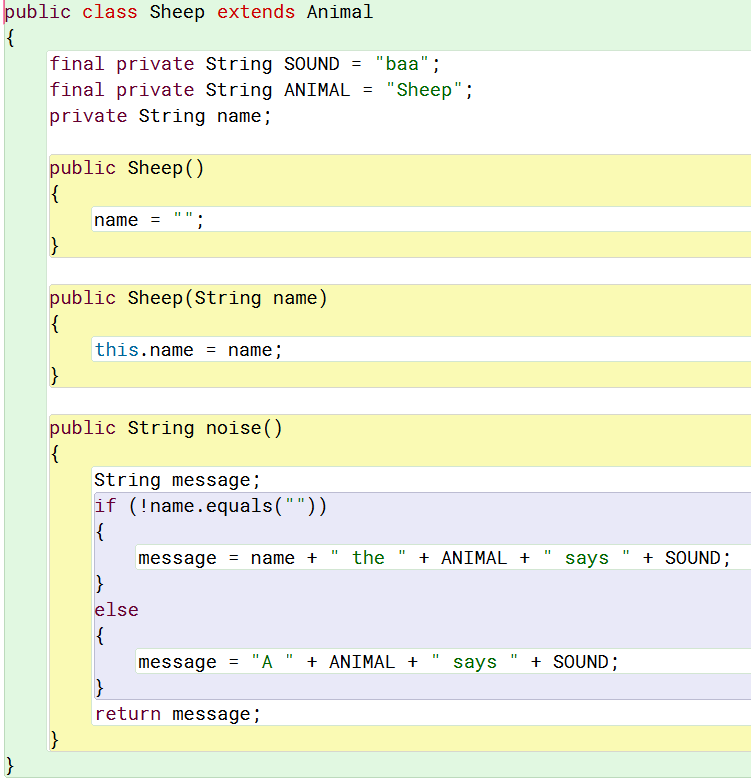 public class Sheep extends Animal
{
    final private String SOUND = "baa";
    final private String ANIMAL = "Sheep";
    private String name;

    public Sheep()
    {
        name = "";
    }

    public Sheep(String name)
    {
        this.name = name;
    }

    public String noise()
    {
        String message;
        if (!name.equals(""))
        {
            message = name + " the " + ANIMAL + " says " + SOUND;
        }
        else
        {
            message = "A " + ANIMAL + " says " + SOUND;
        }
        return message;
    }
}